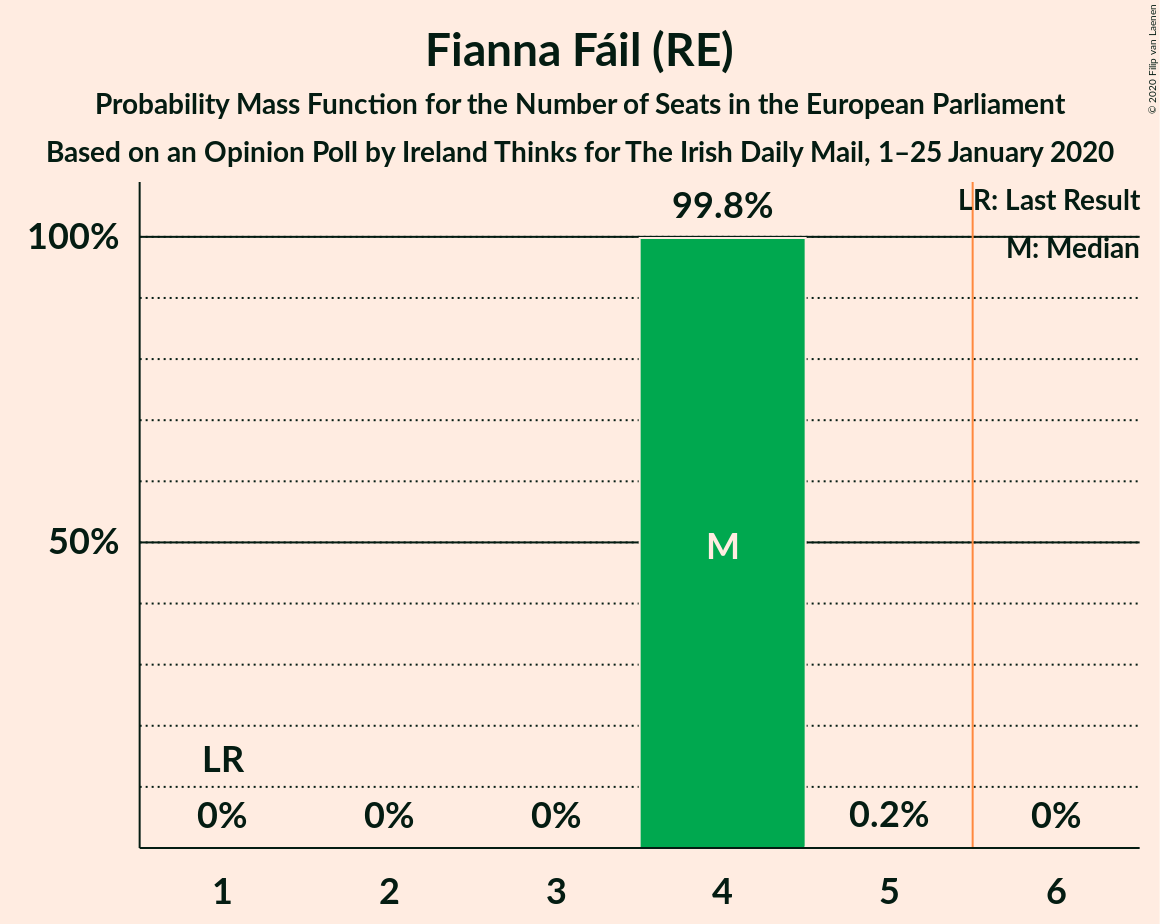 Fianna Fáil (RE)
Probability Mass Function for the Number of Seats in the European Parliament
Based on an Opinion Poll by Ireland Thinks for The Irish Daily Mail, 1–25 January 2020
© 2020 Filip van Laenen
LR: Last Result
M: Median
99.8%
100%
50%
M
LR
0%
0%
0%
0.2%
0%
1
2
3
4
5
6